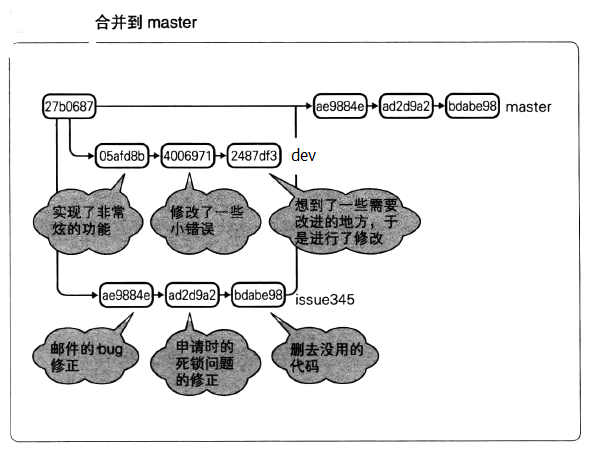 合并到 master
27b0687
ae9884e
ad2d9a2
bdabe98
master
05afd8b
4006971
2487df3
dev
实现了非常
炫的功能
修改了一些
小错误
想到了一些需要
改进的地方，于
是进行了修改
ae9884e
ad2d9a2
bdabe98
issue345
邮件的 bug
修正
申请时的
死锁问题
的修正
删去没用的
代码